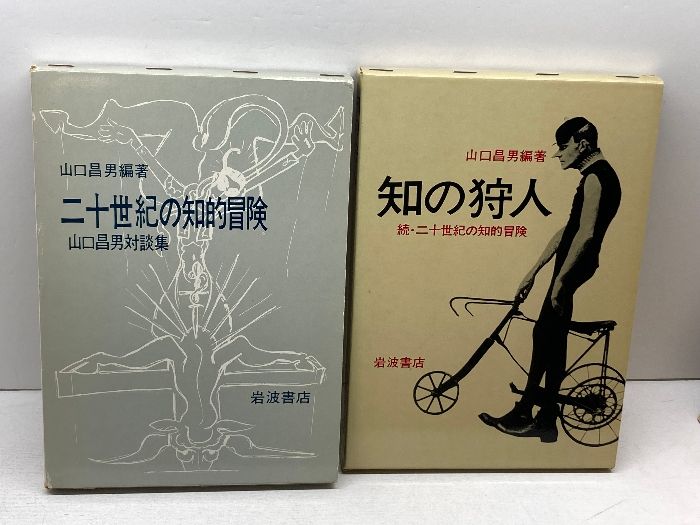 山口昌男編著
二十世紀の知的冒険
山口昌男対談集
岩波書店
山口昌男編著
知の狩人
続・二十世紀の知的冒険
岩波書店